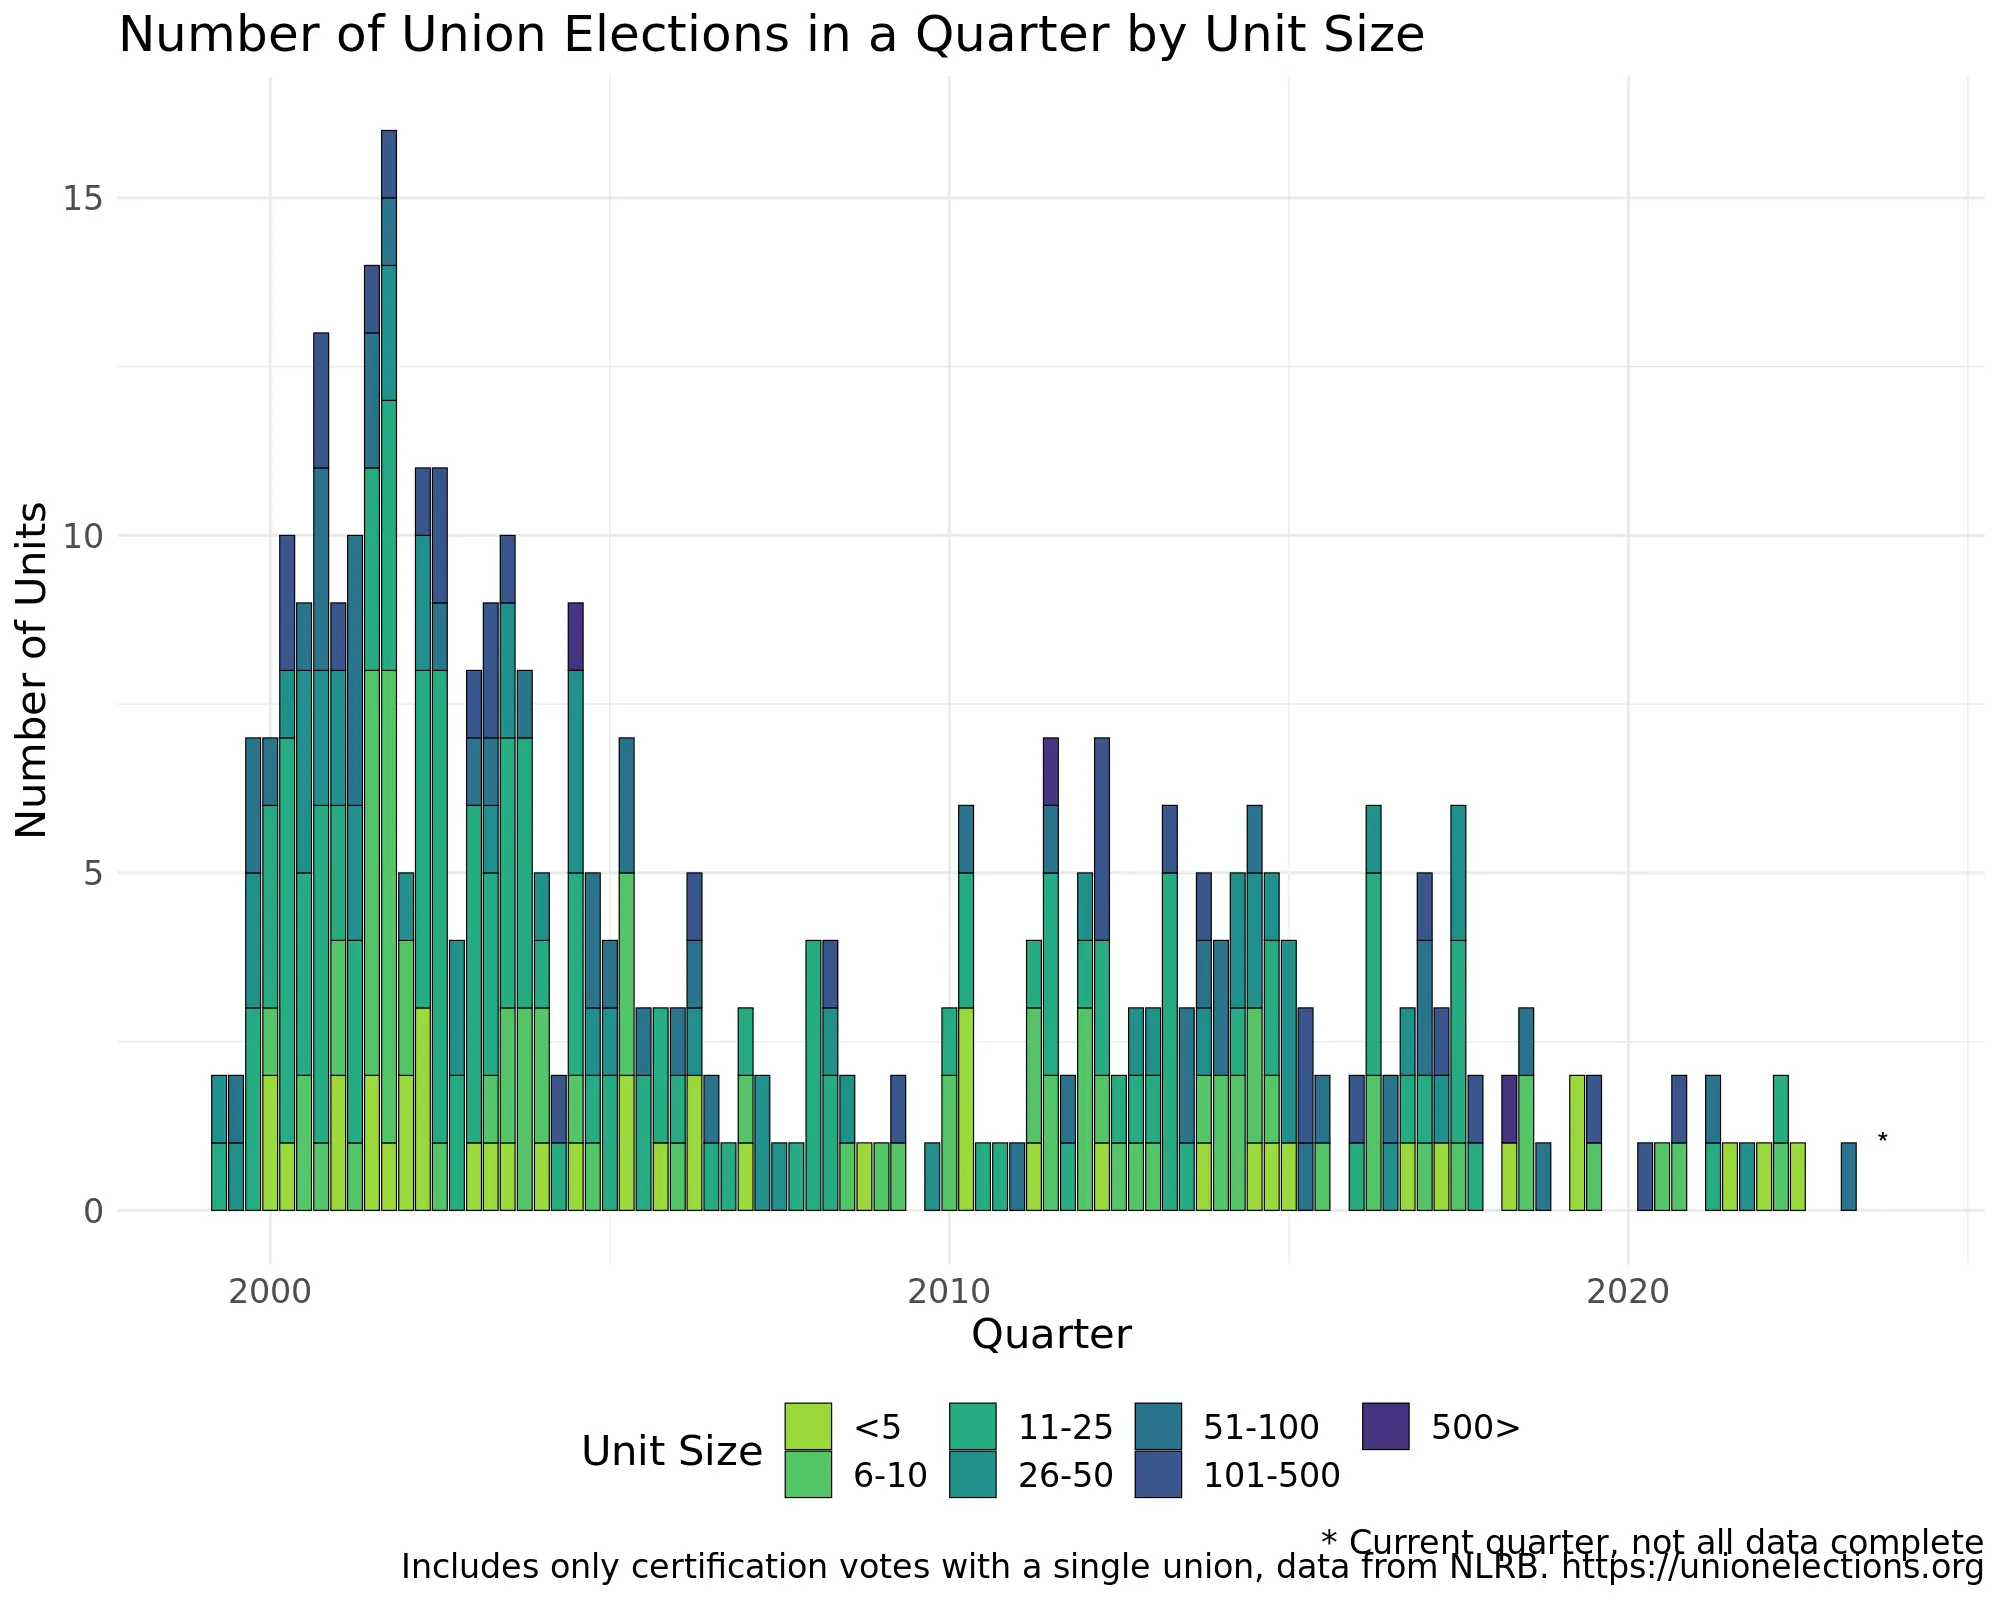 Number of Union Elections in a Quarter by Unit Size
Number of Units
15
10
5
0
*
2000 2010 2020
Quarter
Unit Size
<5 11-25 51-100 500>
6-10 26-50 101-500
* Current quarter, not all data complete
Includes only certification votes with a single union, data from NLRB. https://unionelections.org